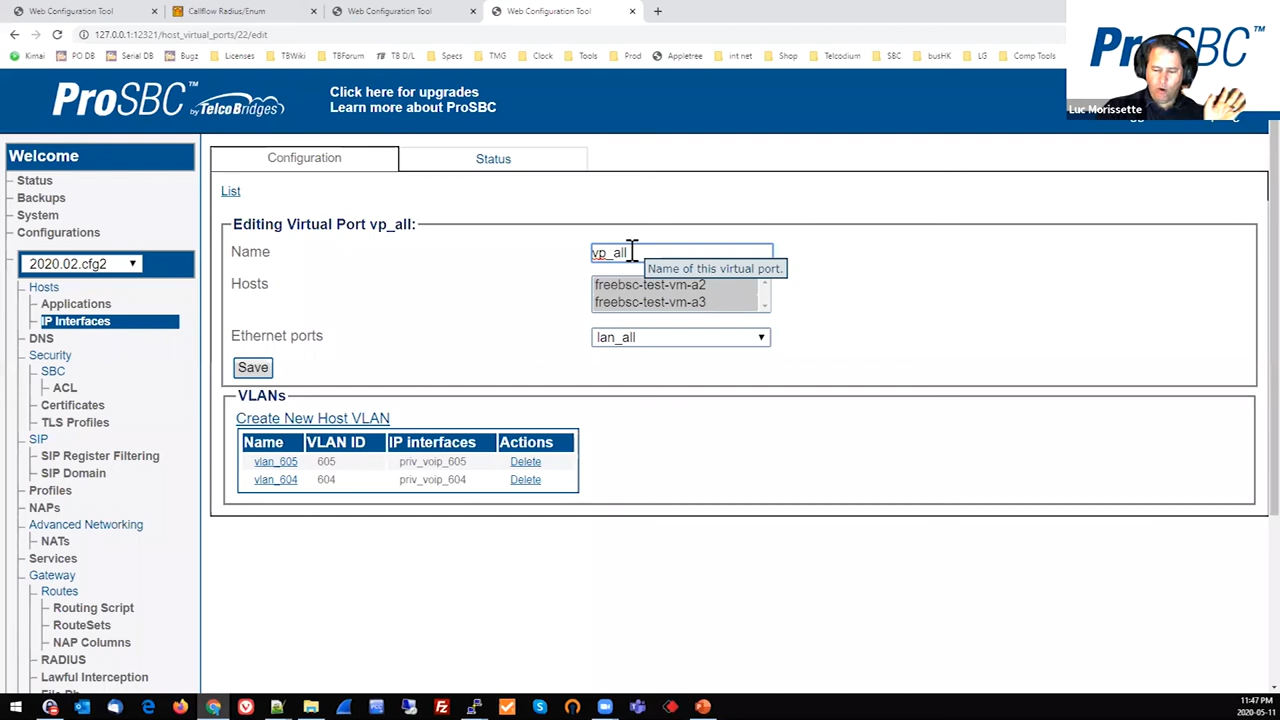 Web Configuration Tool
Callflow Radius/Enum
Web Configuration Tool
Web Configuration Tool
127.0.0.1:12321/host_virtual_ports/22/edit
Kimai
PO DB
Serial DB
Bugz
Licenses
TBWiki
TBForum
TB D/L
Specs
TMG
Clock
Tools
Prod
Appletree
int net
Shop
Telcodium
SBC
busHK
LG
Comp Tools
ProSBC™
Luc Morissette
ProSBC™
by TelcoBridges™
Click here for upgrades
Learn more about ProSBC
Welcome
Status
Backups
System
Configurations
2020.02.cfg2
Hosts
Applications
IP Interfaces
DNS
Security
SBC
ACL
Certificates
TLS Profiles
SIP
SIP Register Filtering
SIP Domain
Profiles
NAPs
Advanced Networking
NATs
Services
Gateway
Routes
Routing Script
RouteSets
NAP Columns
RADIUS
Lawful Interception
Configuration
Status
List
Editing Virtual Port vp_all:
Name
vp_all
Name of this virtual port.
Hosts
freebsc-test-vm-a2
freebsc-test-vm-a3
Ethernet ports
lan_all
Save
VLANs
Create New Host VLAN
Name VLAN ID IP interfaces Actions
vlan_605 605 priv_voip_605 Delete
vlan_604 604 priv_voip_604 Delete
11:47 PM
2020-05-11